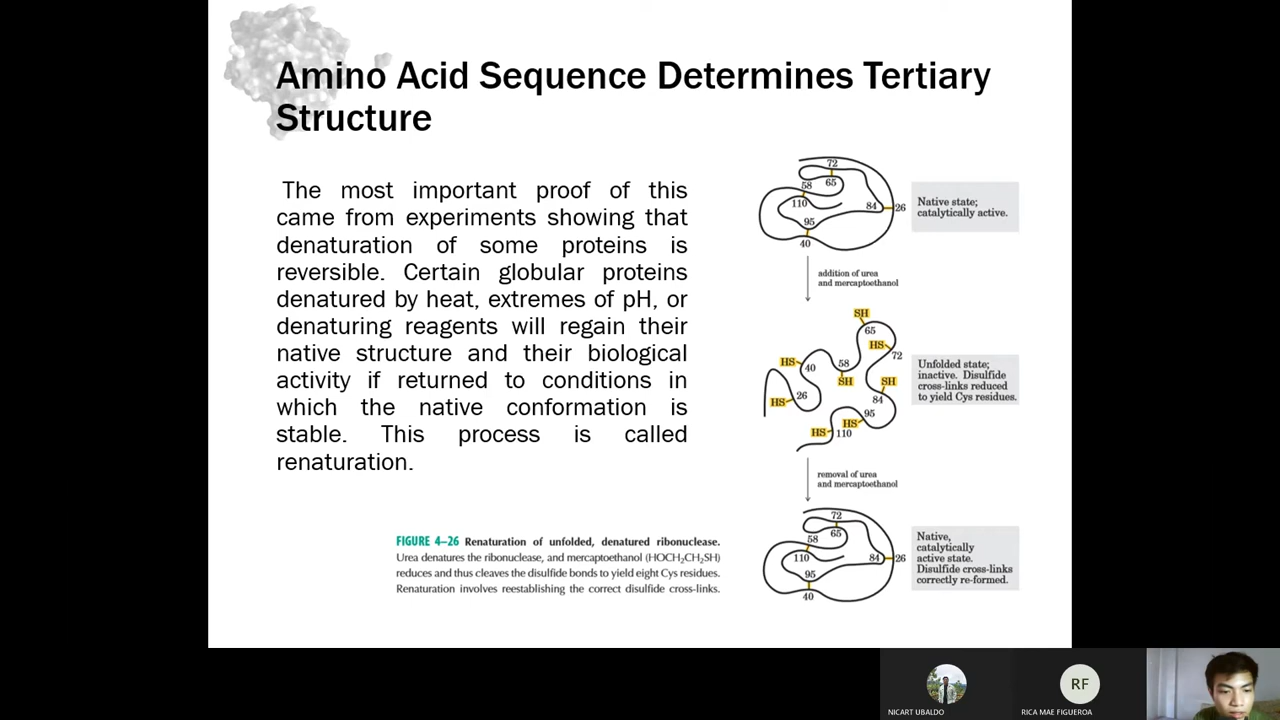 Amino Acid Sequence Determines Tertiary
Structure
The most important proof of this
came from experiments showing that
denaturation of some proteins is
reversible. Certain globular proteins
denatured by heat, extremes of pH, or
denaturing reagents will regain their
native structure and their biological
activity if returned to conditions in
which the native conformation is
stable. This process is called
renaturation.
72
58
65
110
84
26
95
40
Native state;
catalytically active.
addition of urea
and mercaptoethanol
SH
65
HS
72
HS
40
58
SH
SH
HS
26
84
95
HS
HS
110
Unfolded state;
inactive. Disulfide
cross-links reduced
to yield Cys residues.
removal of urea
and mercaptoethanol
72
65
58
110
84
26
95
40
Native,
catalytically
active state.
Disulfide cross-links
correctly re-formed.
FIGURE 4–26 Renaturation of unfolded, denatured ribonuclease.
Urea denatures the ribonuclease, and mercaptoethanol (HOCH₂CH₂SH)
reduces and thus cleaves the disulfide bonds to yield eight Cys residues.
Renaturation involves reestablishing the correct disulfide cross-links.
RF
NICART UBALDO
RICA MAE FIGUEROA